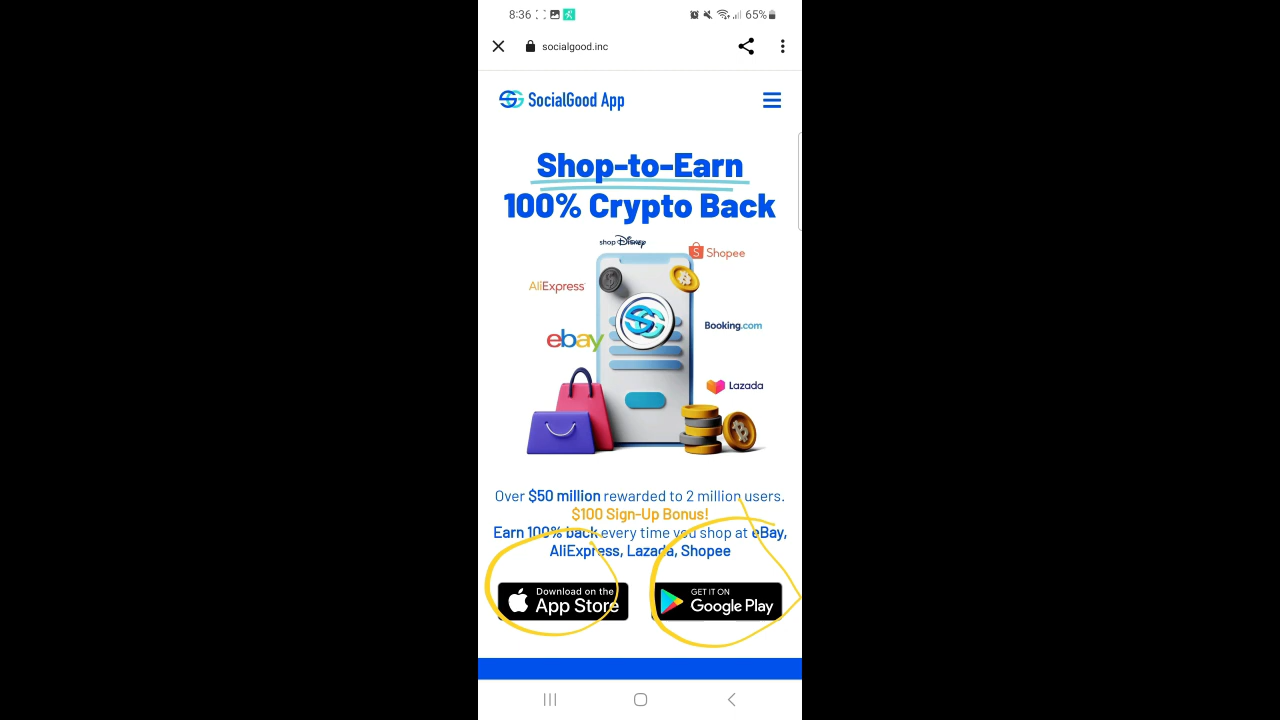 8:36
65%
socialgood.inc
SocialGood App
Shop-to-Earn
100% Crypto Back
shop Disney
Shopee
AliExpress
Booking.com
ebay
Lazada
Over $50 million rewarded to 2 million users.
$100 Sign-Up Bonus!
Earn 100% back every time you shop at eBay,
AliExpress, Lazada, Shopee
Download on the
App Store
GET IT ON
Google Play